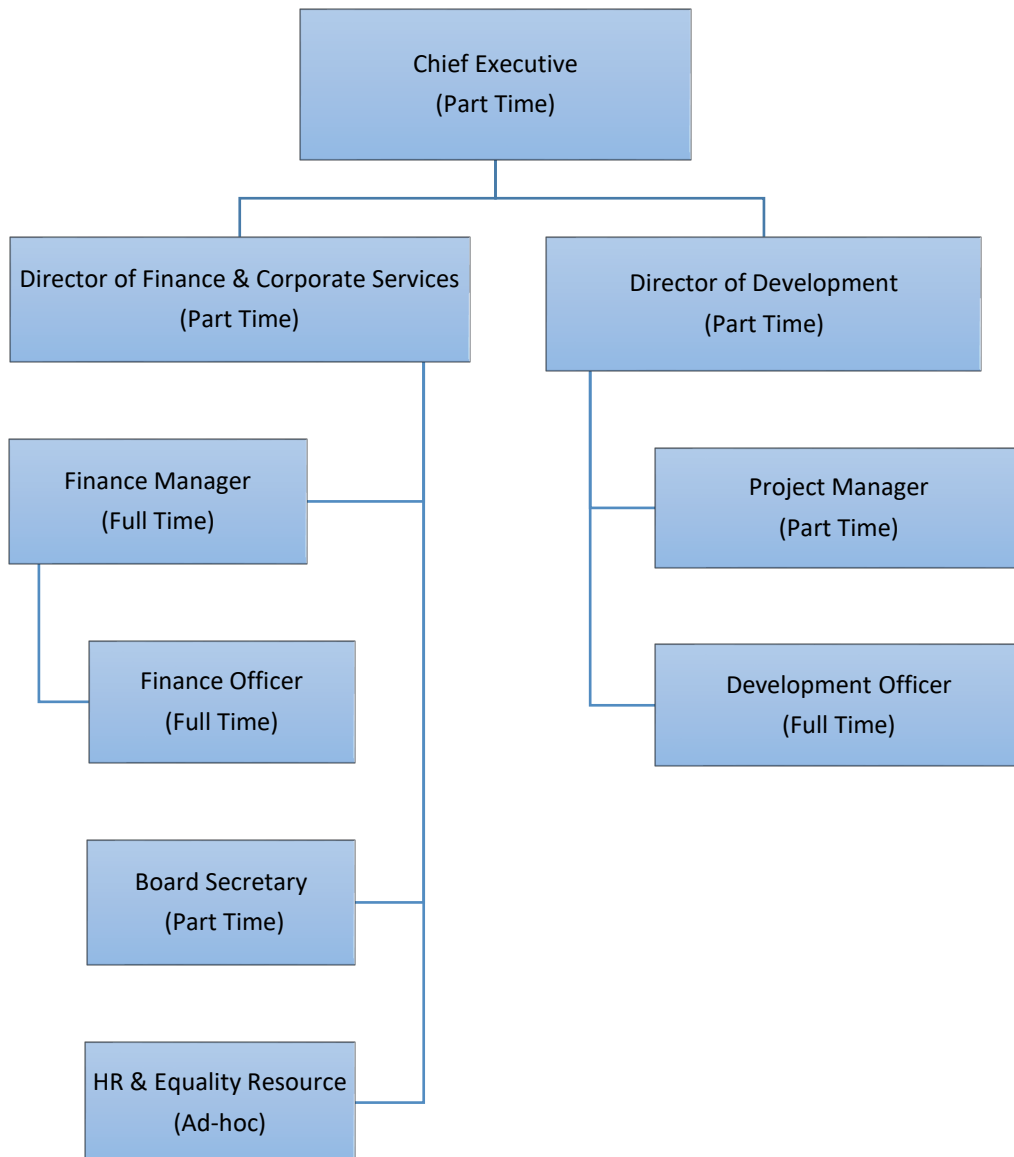 Chief Executive
(Part Time)
Director of Finance & Corporate Services
(Part Time)
Director of Development
(Part Time)
Finance Manager
(Full Time)
Project Manager
(Part Time)
Finance Officer
(Full Time)
Development Officer
(Full Time)
Board Secretary
(Part Time)
HR & Equality Resource
(Ad-hoc)